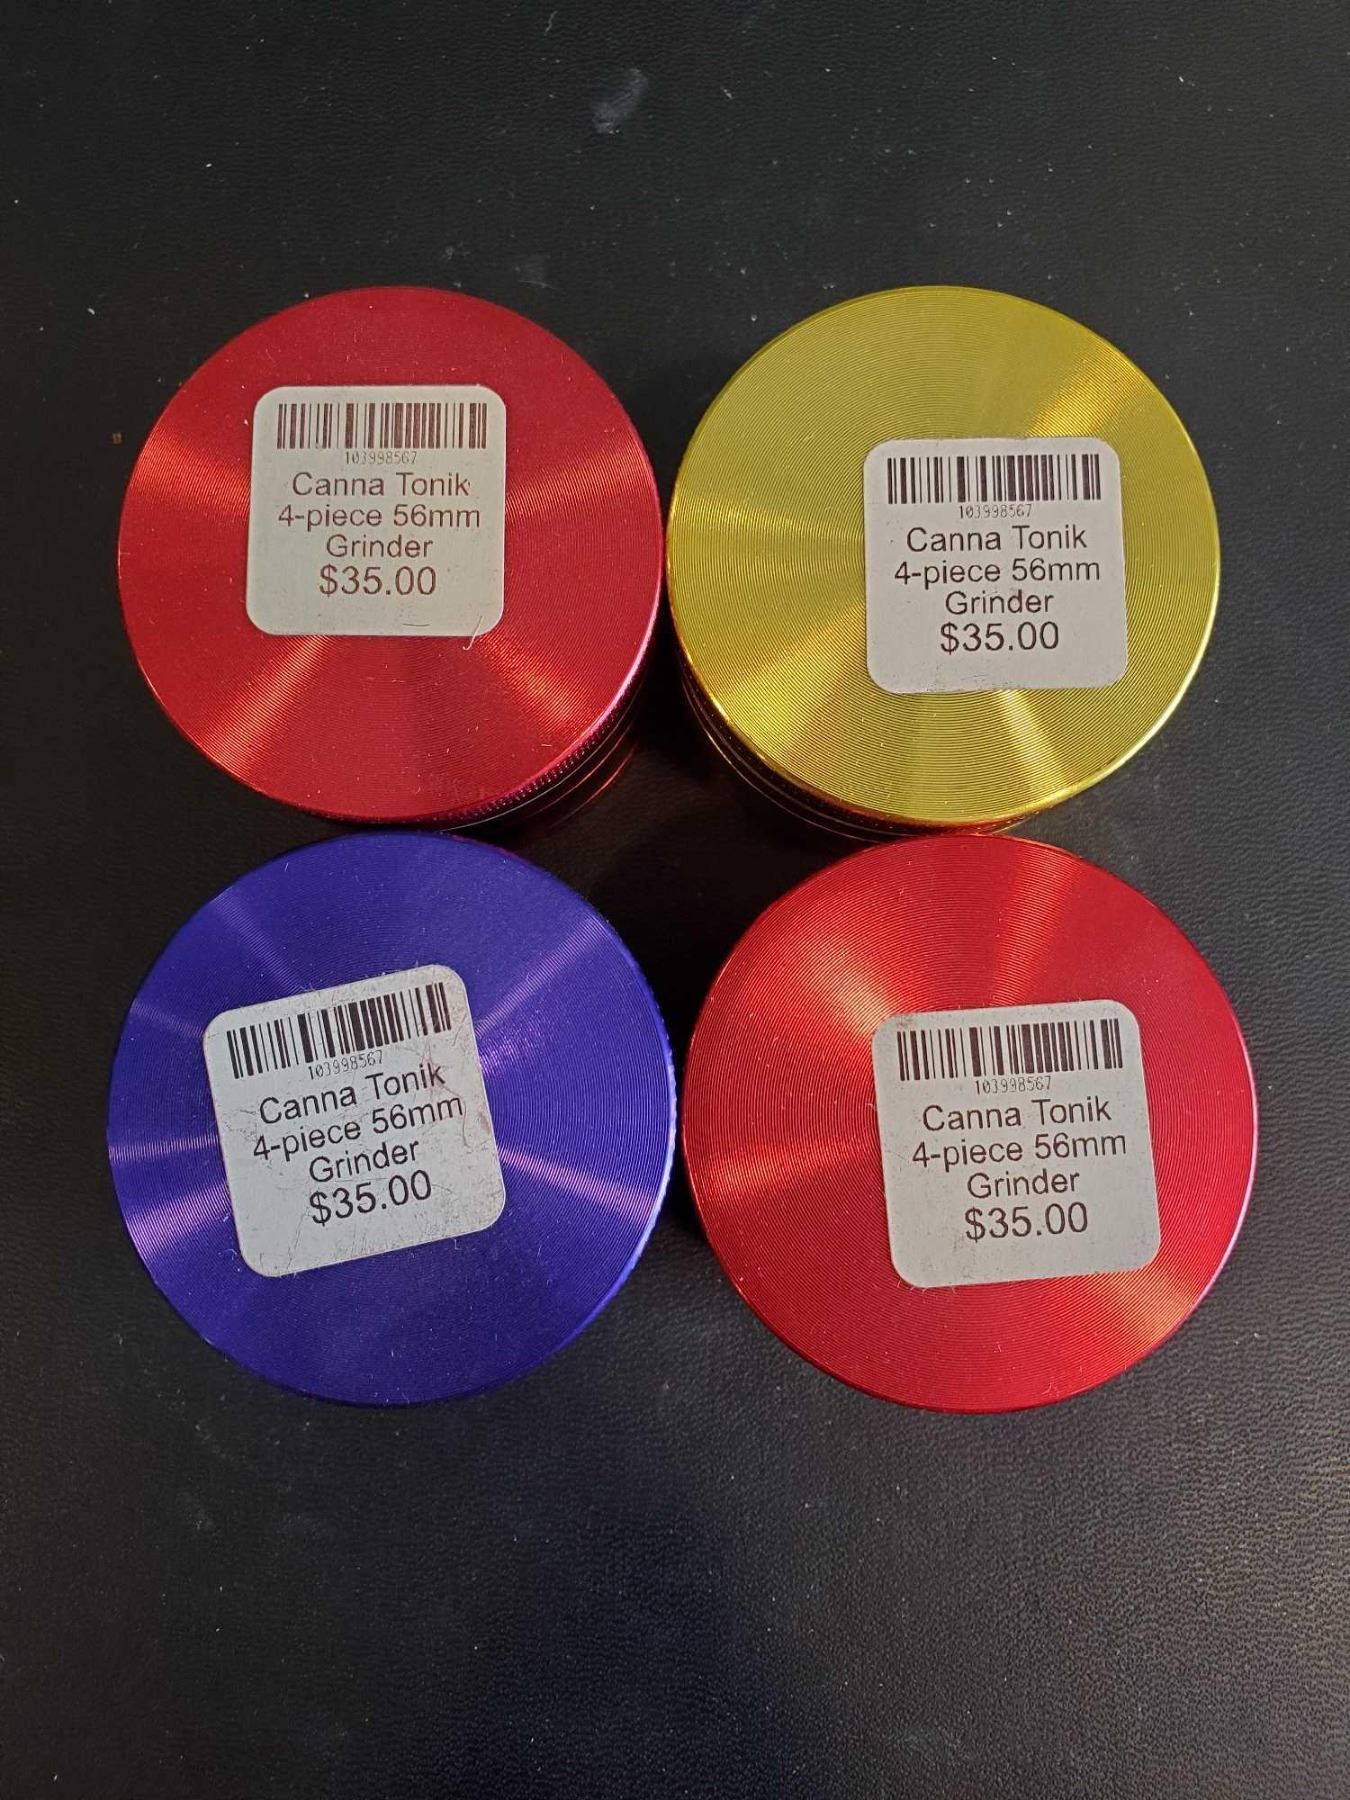 103998567
Canna Tonik
4-piece 56mm
Grinder
$35.00
103998567
Canna Tonik
4-piece 56mm
Grinder
$35.00
103998567
Canna Tonik
4-piece 56mm
Grinder
$35.00
103998567
Canna Tonik
4-piece 56mm
Grinder
$35.00